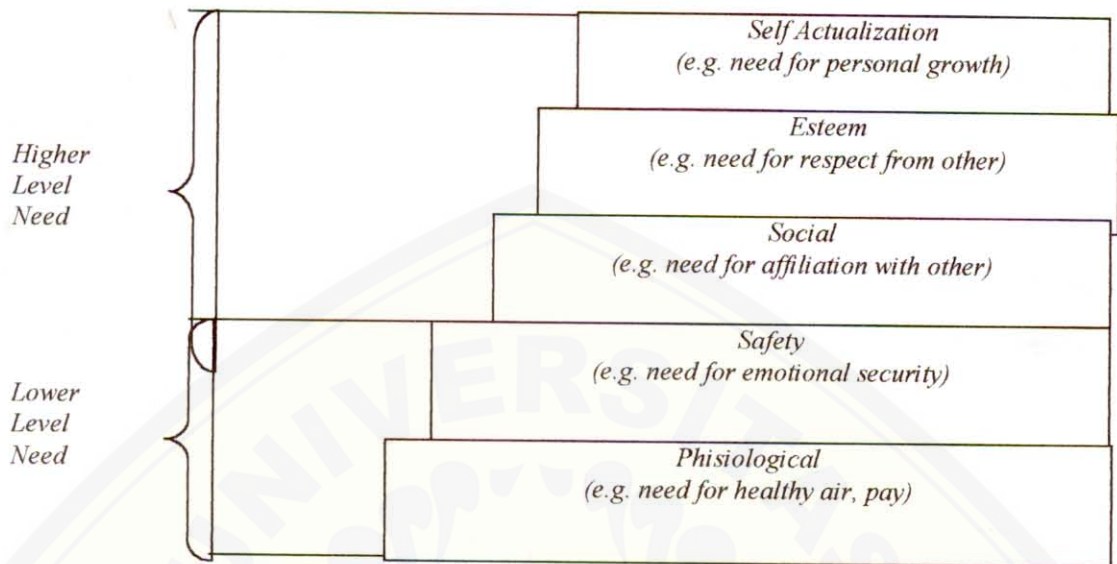 Self Actualization
(e.g. need for personal growth)
Esteem
(e.g. need for respect from other)
Higher
Level
Need
Social
(e.g. need for affiliation with other)
Safety
(e.g. need for emotional security)
Lower
Level
Need
Phisiological
(e.g. need for healthy air, pay)
UNIVERSITAS